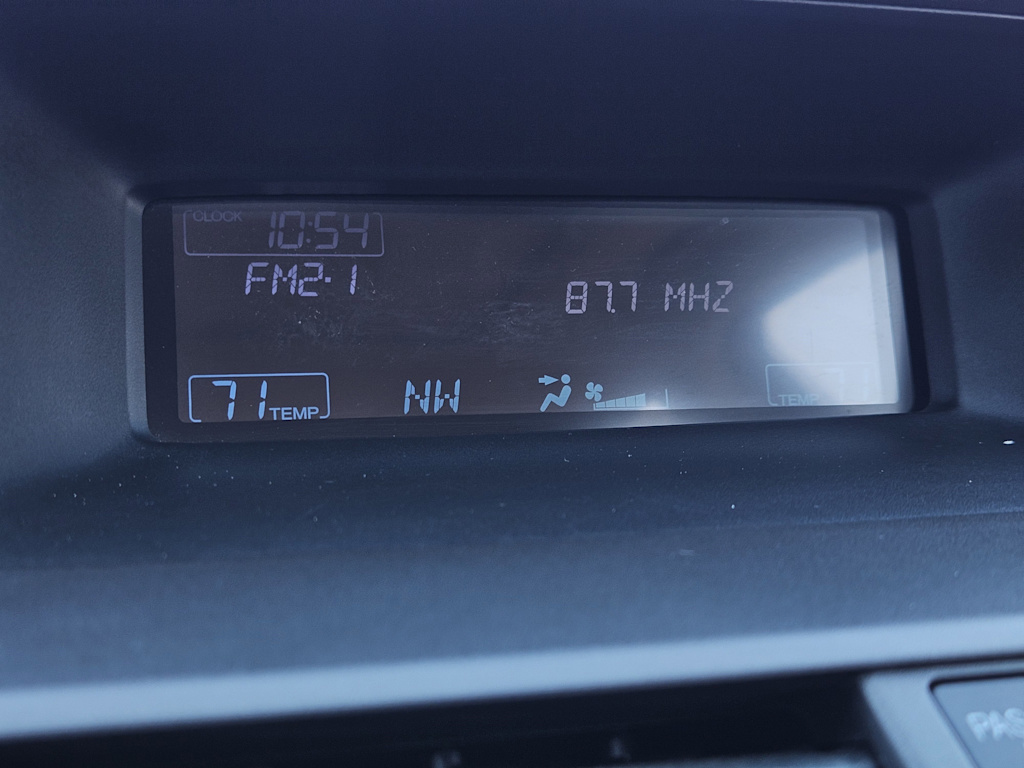 CLOCK 10:54
FM2·1
87.7 MHZ
71 TEMP
NW
TEMP